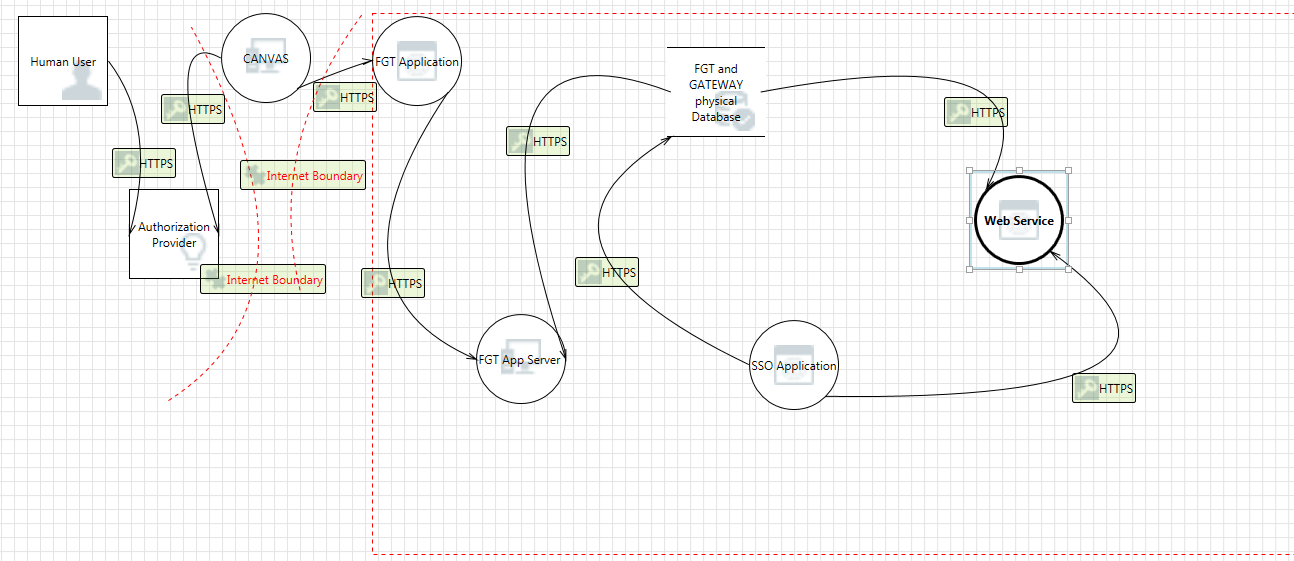 Human User
CANVAS
FGT Application
HTTPS
HTTPS
HTTPS
Internet Boundary
Authorization
Provider
Internet Boundary
HTTPS
FGT App Server
HTTPS
FGT and
GATEWAY
physical
Database
HTTPS
HTTPS
Web Service
SSO Application
HTTPS